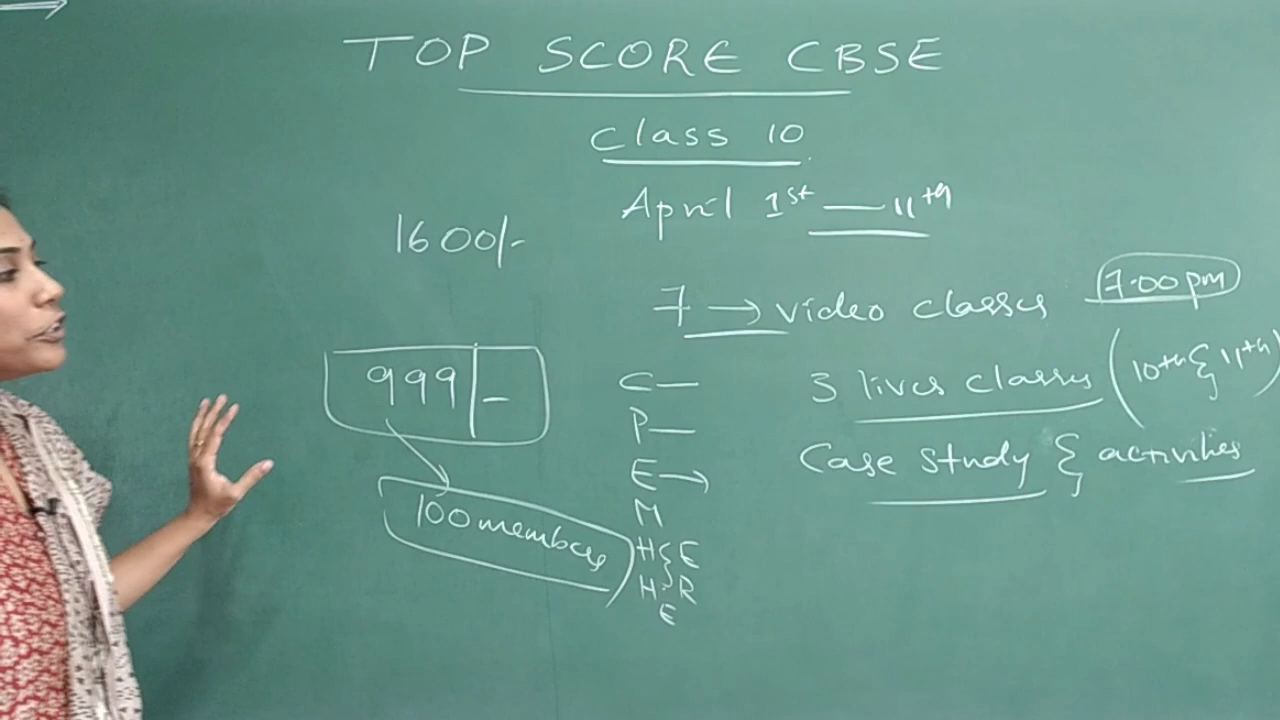 TOP SCORE CBSE
Class 10
April 1st — 11th
1600/-
7 → video classes 7.00pm
999/-
3 lives classes (10th & 11th)
Case study & activities
100 members
C—
P—
E→
M
H & E
H R
E